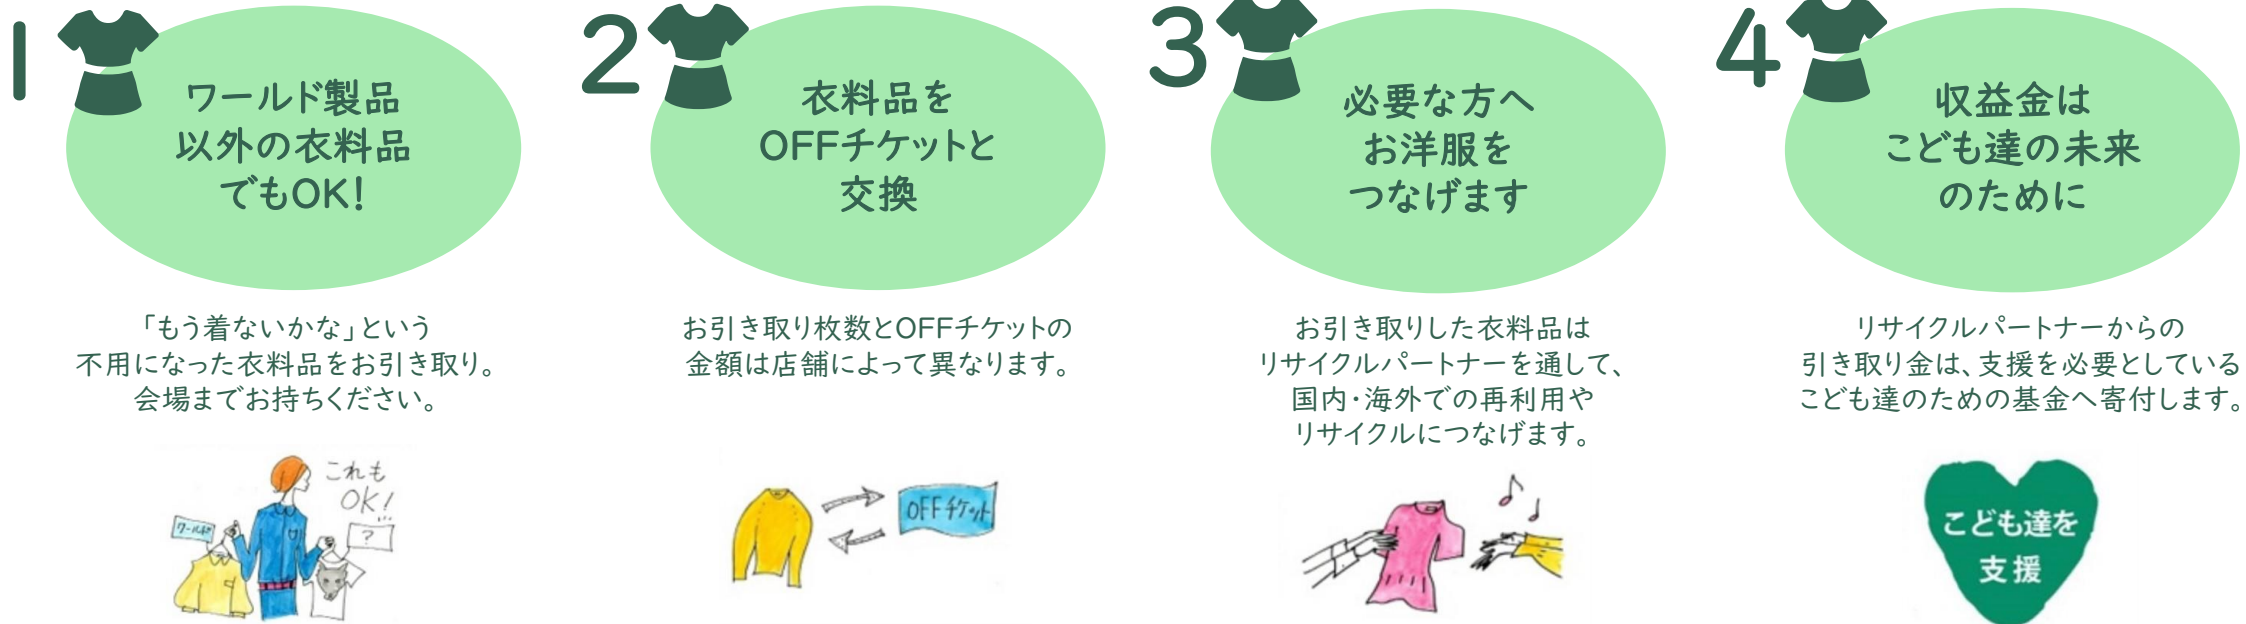 1
ワールド製品
以外の衣料品
でもOK!
「もう着ないかな」という
不用になった衣料品をお引き取り。
会場までお持ちください。
これも
OK!
ワールド
?
2
衣料品を
OFFチケットと
交換
お引き取り枚数とOFFチケットの
金額は店舗によって異なります。
OFFチケット
3
必要な方へ
お洋服を
つなげます
お引き取りした衣料品は
リサイクルパートナーを通して、
国内・海外での再利用や
リサイクルにつなげます。
4
収益金は
こども達の未来
のために
リサイクルパートナーからの
引き取り金は、支援を必要としている
こども達のための基金へ寄付します。
こども達を
支援